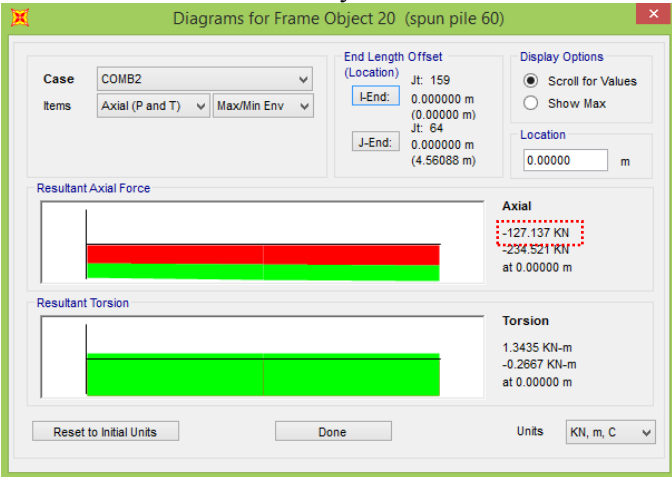 Diagrams for Frame Object 20 (spun pile 60)
Case COMB2
Items Axial (P and T) Max/Min Env
End Length Offset
(Location)
I-End: Jt: 159
0.000000 m
(0.00000 m)
J-End: Jt: 64
0.000000 m
(4.56088 m)
Display Options
Scroll for Values
Show Max
Location
0.00000 m
Resultant Axial Force
Axial
-127.137 KN
-234.521 KN
at 0.00000 m
Resultant Torsion
Torsion
1.3435 KN-m
-0.2667 KN-m
at 0.00000 m
Reset to Initial Units Done Units KN, m, C